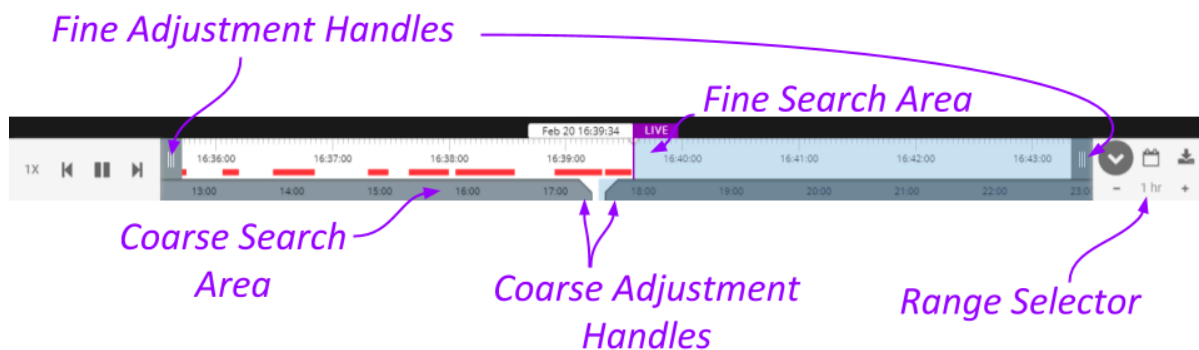 Fine Adjustment Handles
Fine Search Area
Feb 20 16:39:34 LIVE
1X 16:36:00 16:37:00 16:38:00 16:39:00 16:40:00 16:41:00 16:42:00 16:43:00
13:00 14:00 15:00 16:00 17:00 18:00 19:00 20:00 21:00 22:00 23:0 − 1 hr +
Coarse Search
Area
Coarse Adjustment
Handles
Range Selector